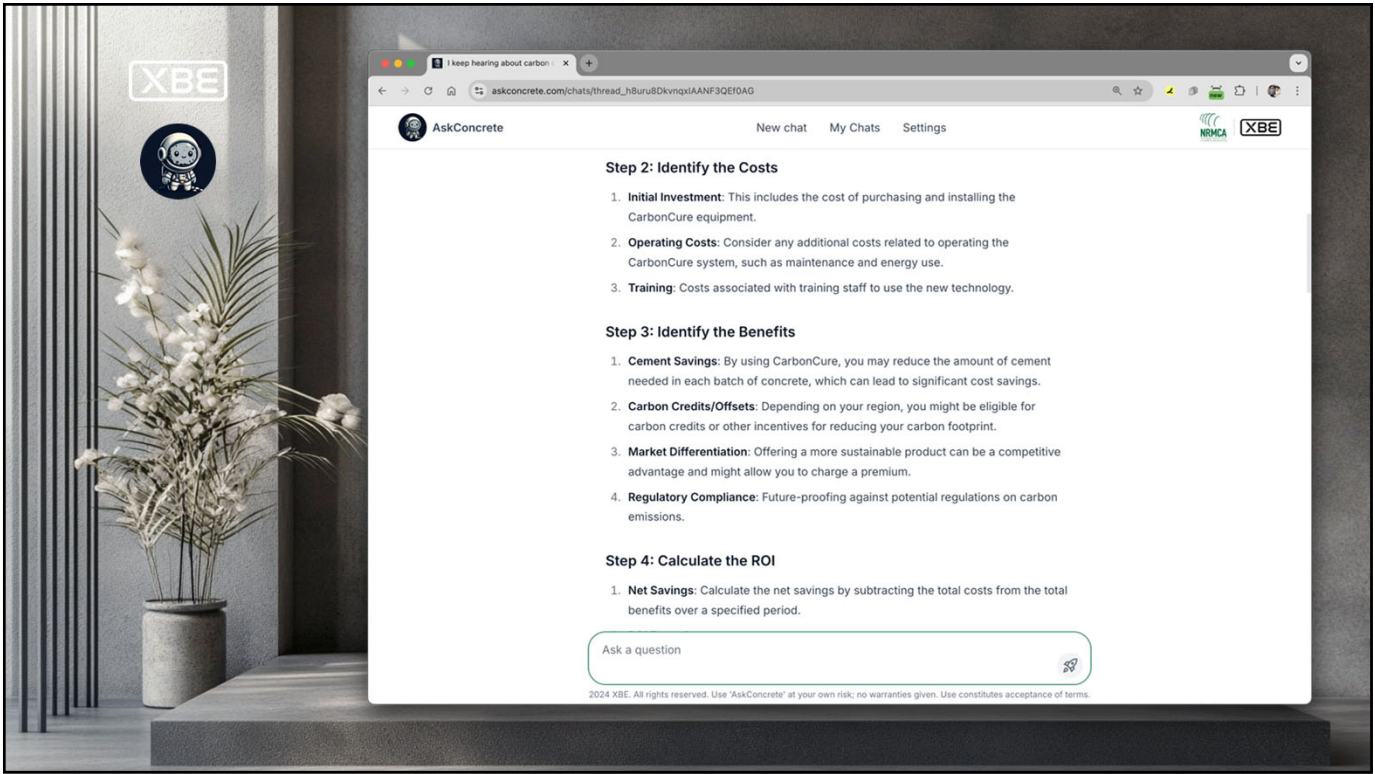 XBE
I keep hearing about carbon
askconcrete.com/chats/thread_h8uru8DkvnqxIAANF3QEf0AG
new
AskConcrete
New chat
My Chats
Settings
NRMCA
XBE
Step 2: Identify the Costs
1. Initial Investment: This includes the cost of purchasing and installing the
CarbonCure equipment.
2. Operating Costs: Consider any additional costs related to operating the
CarbonCure system, such as maintenance and energy use.
3. Training: Costs associated with training staff to use the new technology.
Step 3: Identify the Benefits
1. Cement Savings: By using CarbonCure, you may reduce the amount of cement
needed in each batch of concrete, which can lead to significant cost savings.
2. Carbon Credits/Offsets: Depending on your region, you might be eligible for
carbon credits or other incentives for reducing your carbon footprint.
3. Market Differentiation: Offering a more sustainable product can be a competitive
advantage and might allow you to charge a premium.
4. Regulatory Compliance: Future-proofing against potential regulations on carbon
emissions.
Step 4: Calculate the ROI
1. Net Savings: Calculate the net savings by subtracting the total costs from the total
benefits over a specified period.
Ask a question
2024 XBE. All rights reserved. Use 'AskConcrete' at your own risk; no warranties given. Use constitutes acceptance of terms.